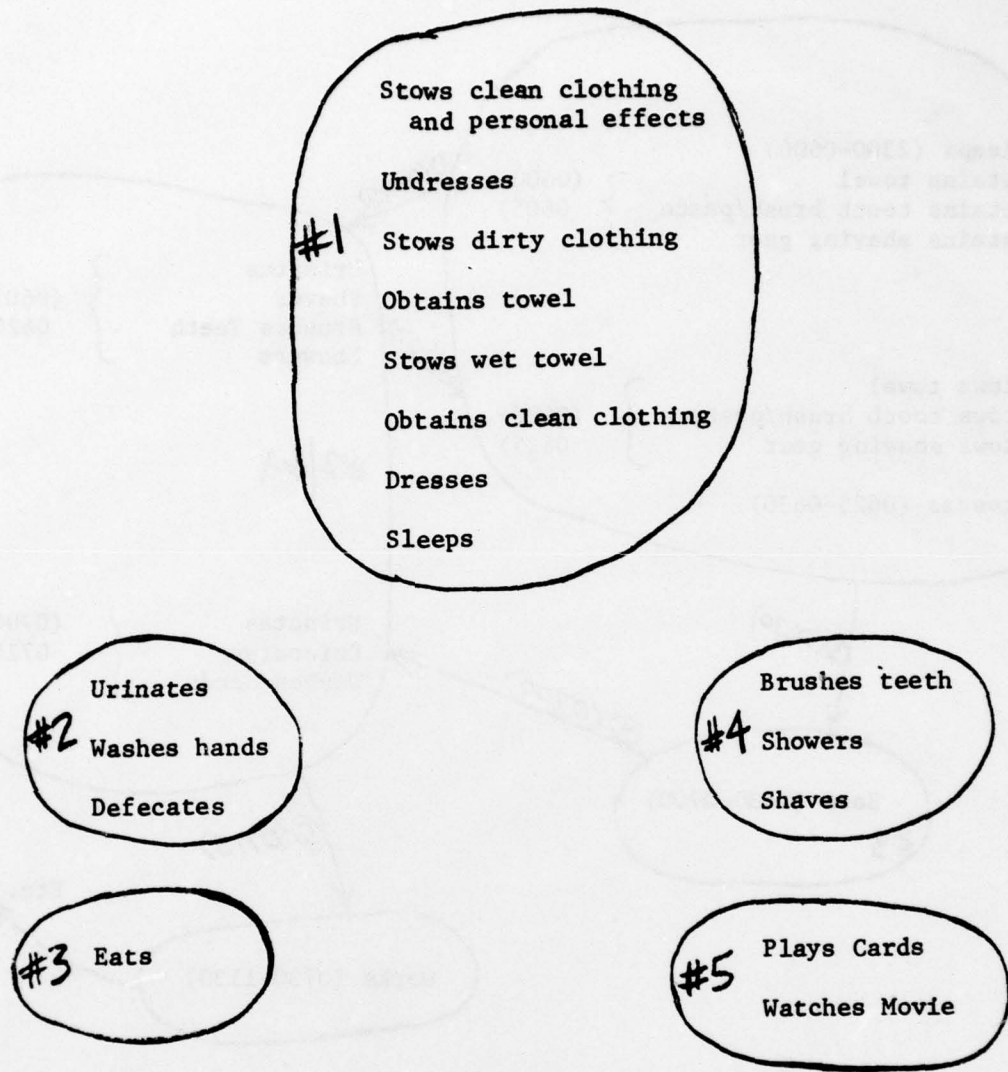 Stows clean clothing
and personal effects
Undresses
#1
Stows dirty clothing
Obtains towel
Stows wet towel
Obtains clean clothing
Dresses
Sleeps
Urinates
#2
Washes hands
Defecates
Brushes teeth
#4
Showers
Shaves
#3
Eats
Plays Cards
#5
Watches Movie